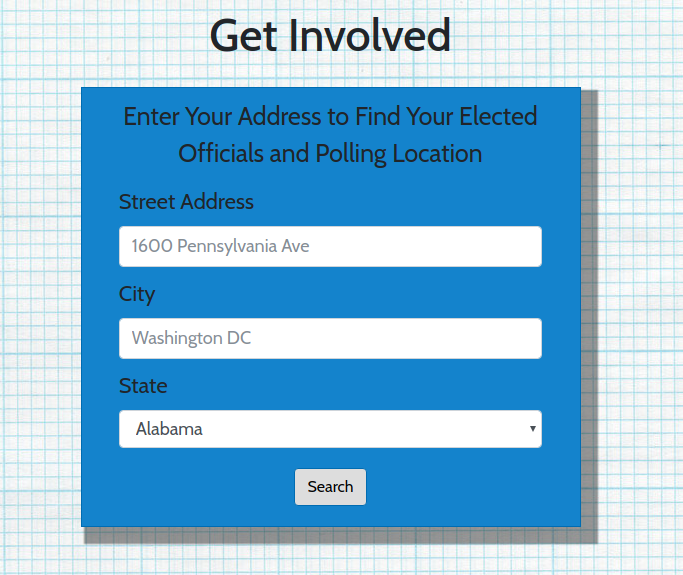 Get Involved
Enter Your Address to Find Your Elected
Officials and Polling Location
Street Address
1600 Pennsylvania Ave
City
Washington DC
State
Alabama
Search